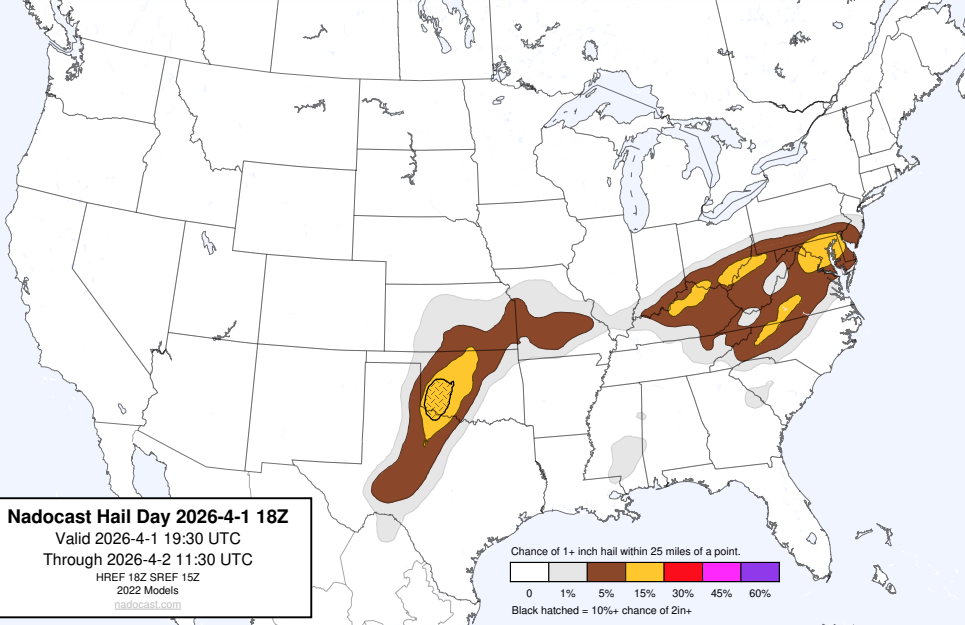 Nadocast Hail Day 2026-4-1 18Z
Valid 2026-4-1 19:30 UTC
Through 2026-4-2 11:30 UTC
HREF 18Z SREF 15Z
2022 Models
nadocast.com
Chance of 1+ inch hail within 25 miles of a point.
0 1% 5% 15% 30% 45% 60%
Black hatched = 10%+ chance of 2in+